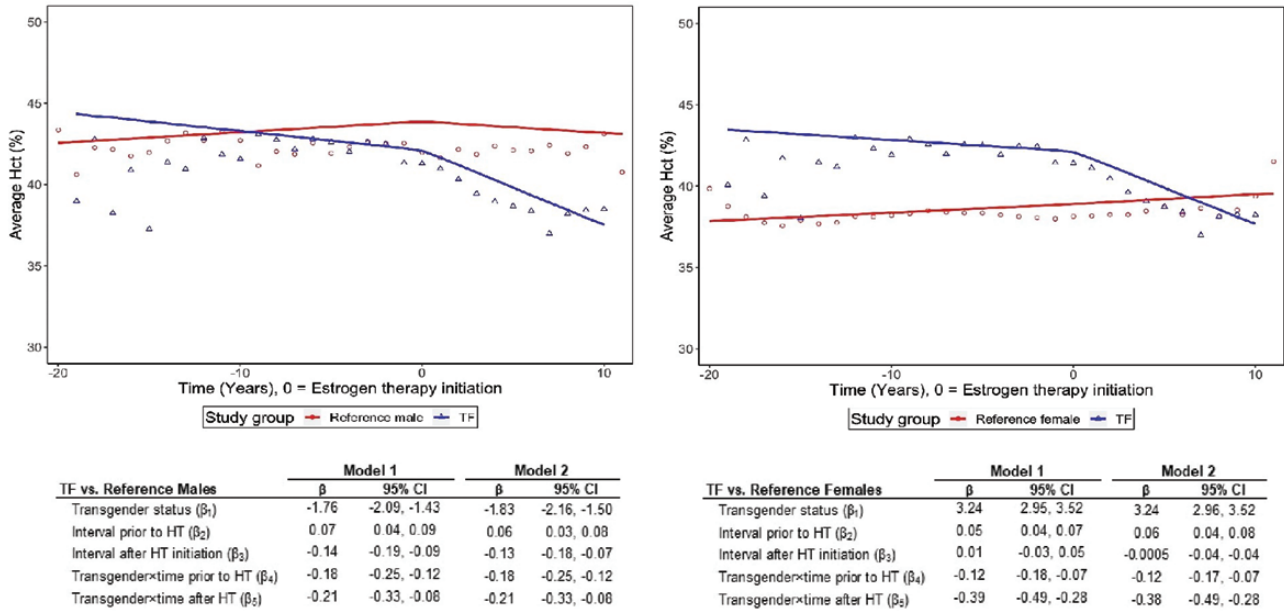 50
45
40
35
30
Average Hct (%)
-20
-10
0
10
Time (Years), 0 = Estrogen therapy initiation
Study group
Reference male
TF
50
45
40
35
30
Average Hct (%)
-20
-10
0
10
Time (Years), 0 = Estrogen therapy initiation
Study group
Reference female
TF
Model 1 Model 2
TF vs. Reference Males β 95% CI β 95% CI
Transgender status (β₁) -1.76 -2.09, -1.43 -1.83 -2.16, -1.50
Interval prior to HT (β₂) 0.07 0.04, 0.09 0.06 0.03, 0.08
Interval after HT initiation (β₃) -0.14 -0.19, -0.09 -0.13 -0.18, -0.07
Transgender×time prior to HT (β₄) -0.18 -0.25, -0.12 -0.18 -0.25, -0.12
Transgender×time after HT (β₅) -0.21 -0.33, -0.08 -0.21 -0.33, -0.08
Model 1 Model 2
TF vs. Reference Females β 95% CI β 95% CI
Transgender status (β₁) 3.24 2.95, 3.52 3.24 2.96, 3.52
Interval prior to HT (β₂) 0.05 0.04, 0.07 0.06 0.04, 0.08
Interval after HT initiation (β₃) 0.01 -0.03, 0.05 -0.0005 -0.04, -0.04
Transgender×time prior to HT (β₄) -0.12 -0.18, -0.07 -0.12 -0.17, -0.07
Transgender×time after HT (β₅) -0.39 -0.49, -0.28 -0.38 -0.49, -0.28